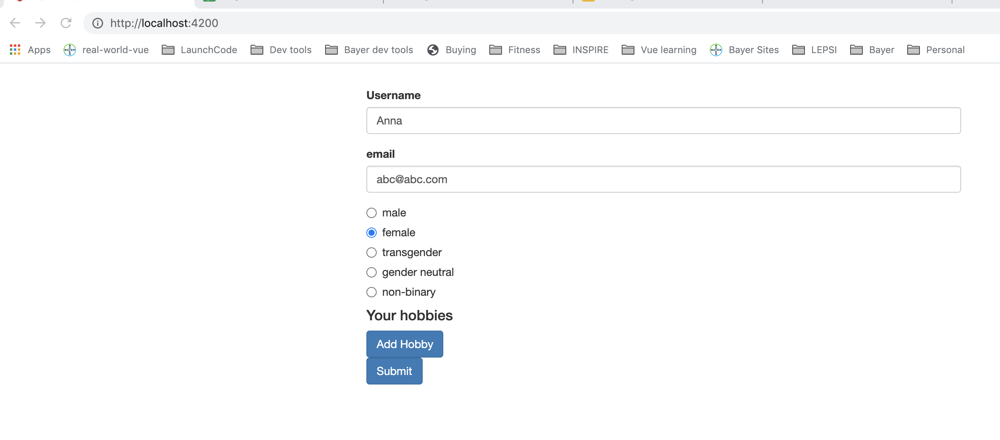 http://localhost:4200
Apps real-world-vue LaunchCode Dev tools Bayer dev tools Buying Fitness INSPIRE Vue learning Bayer Sites LEPSI Bayer Personal
Username
Anna
email
abc@abc.com
male
female
transgender
gender neutral
non-binary
Your hobbies
Add Hobby
Submit